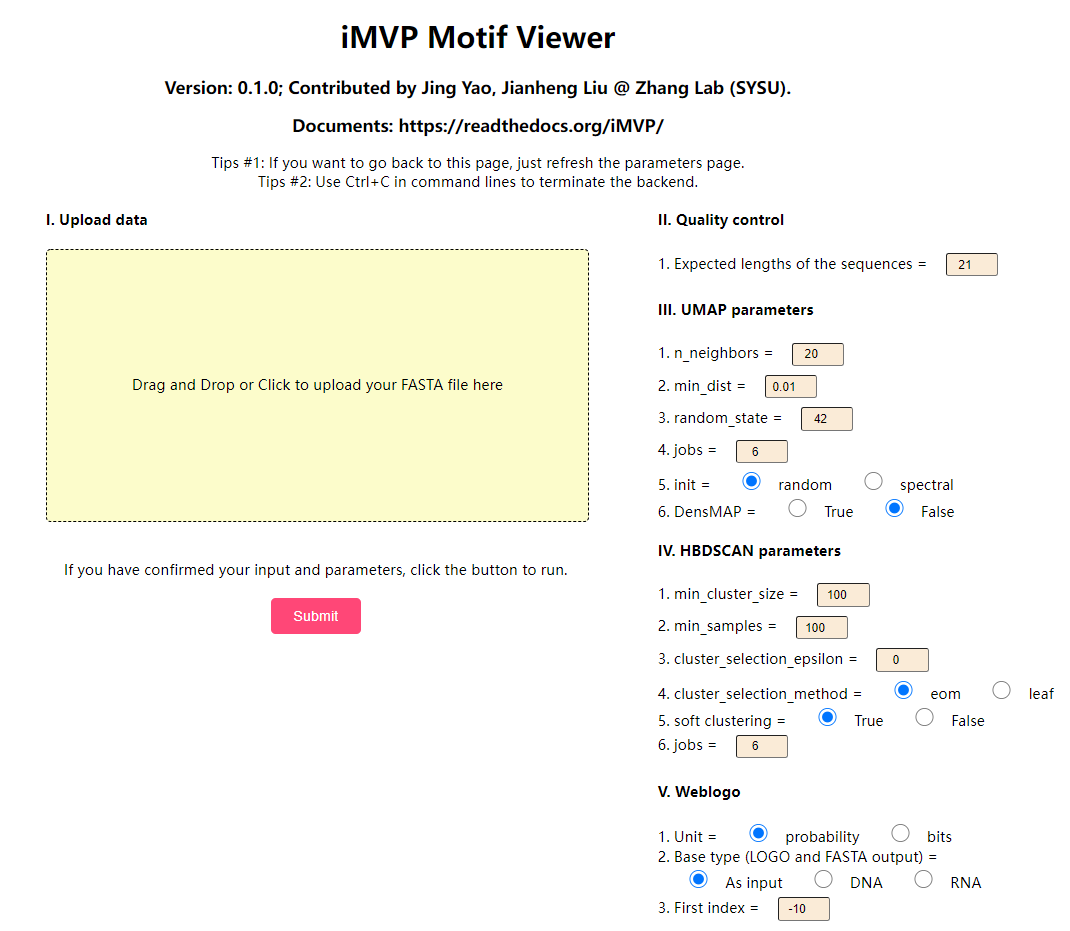 iMVP Motif Viewer
Version: 0.1.0; Contributed by Jing Yao, Jianheng Liu @ Zhang Lab (SYSU).
Documents: https://readthedocs.org/iMVP/
Tips #1: If you want to go back to this page, just refresh the parameters page.
Tips #2: Use Ctrl+C in command lines to terminate the backend.
I. Upload data
Drag and Drop or Click to upload your FASTA file here
If you have confirmed your input and parameters, click the button to run.
Submit
II. Quality control
1. Expected lengths of the sequences = 21
III. UMAP parameters
1. n_neighbors = 20
2. min_dist = 0.01
3. random_state = 42
4. jobs = 6
5. init = random spectral
6. DensMAP = True False
IV. HBDSCAN parameters
1. min_cluster_size = 100
2. min_samples = 100
3. cluster_selection_epsilon = 0
4. cluster_selection_method = eom leaf
5. soft clustering = True False
6. jobs = 6
V. Weblogo
1. Unit = probability bits
2. Base type (LOGO and FASTA output) =
As input DNA RNA
3. First index = -10